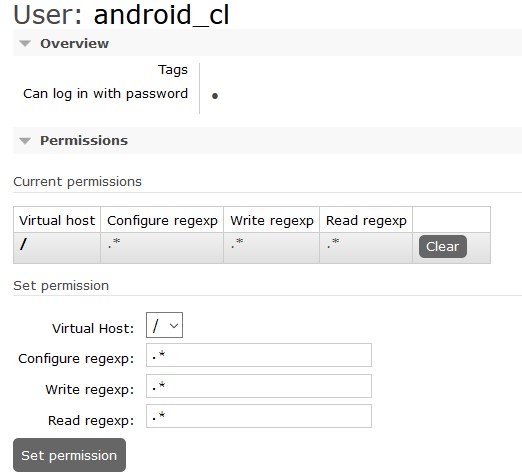 User: android_cl
Overview
Tags
Can log in with password •
Permissions
Current permissions
Virtual host Configure regexp Write regexp Read regexp
/ .* .* .* Clear
Set permission
Virtual Host: /
Configure regexp: .*
Write regexp: .*
Read regexp: .*
Set permission